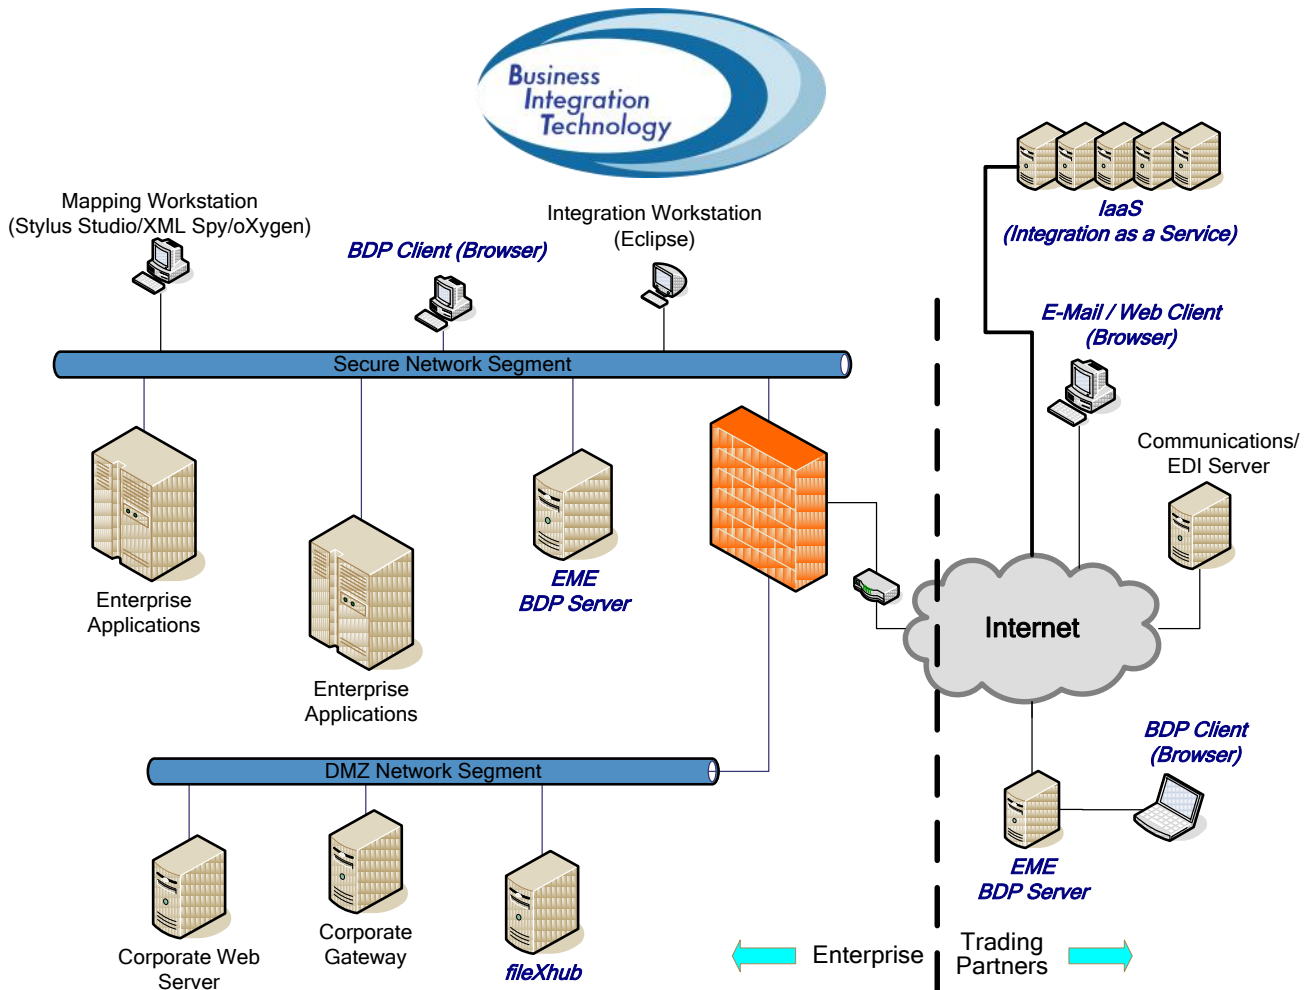 Business
Integration
Technology
Mapping Workstation
(Stylus Studio/XML Spy/oXygen)
BDP Client (Browser)
Integration Workstation
(Eclipse)
IaaS
(Integration as a Service)
E-Mail / Web Client
(Browser)
Secure Network Segment
Communications/
EDI Server
Enterprise
Applications
EME
BDP Server
Enterprise
Applications
Internet
DMZ Network Segment
BDP Client
(Browser)
EME
BDP Server
Corporate Web
Server
Corporate
Gateway
fileXhub
Enterprise
Trading
Partners